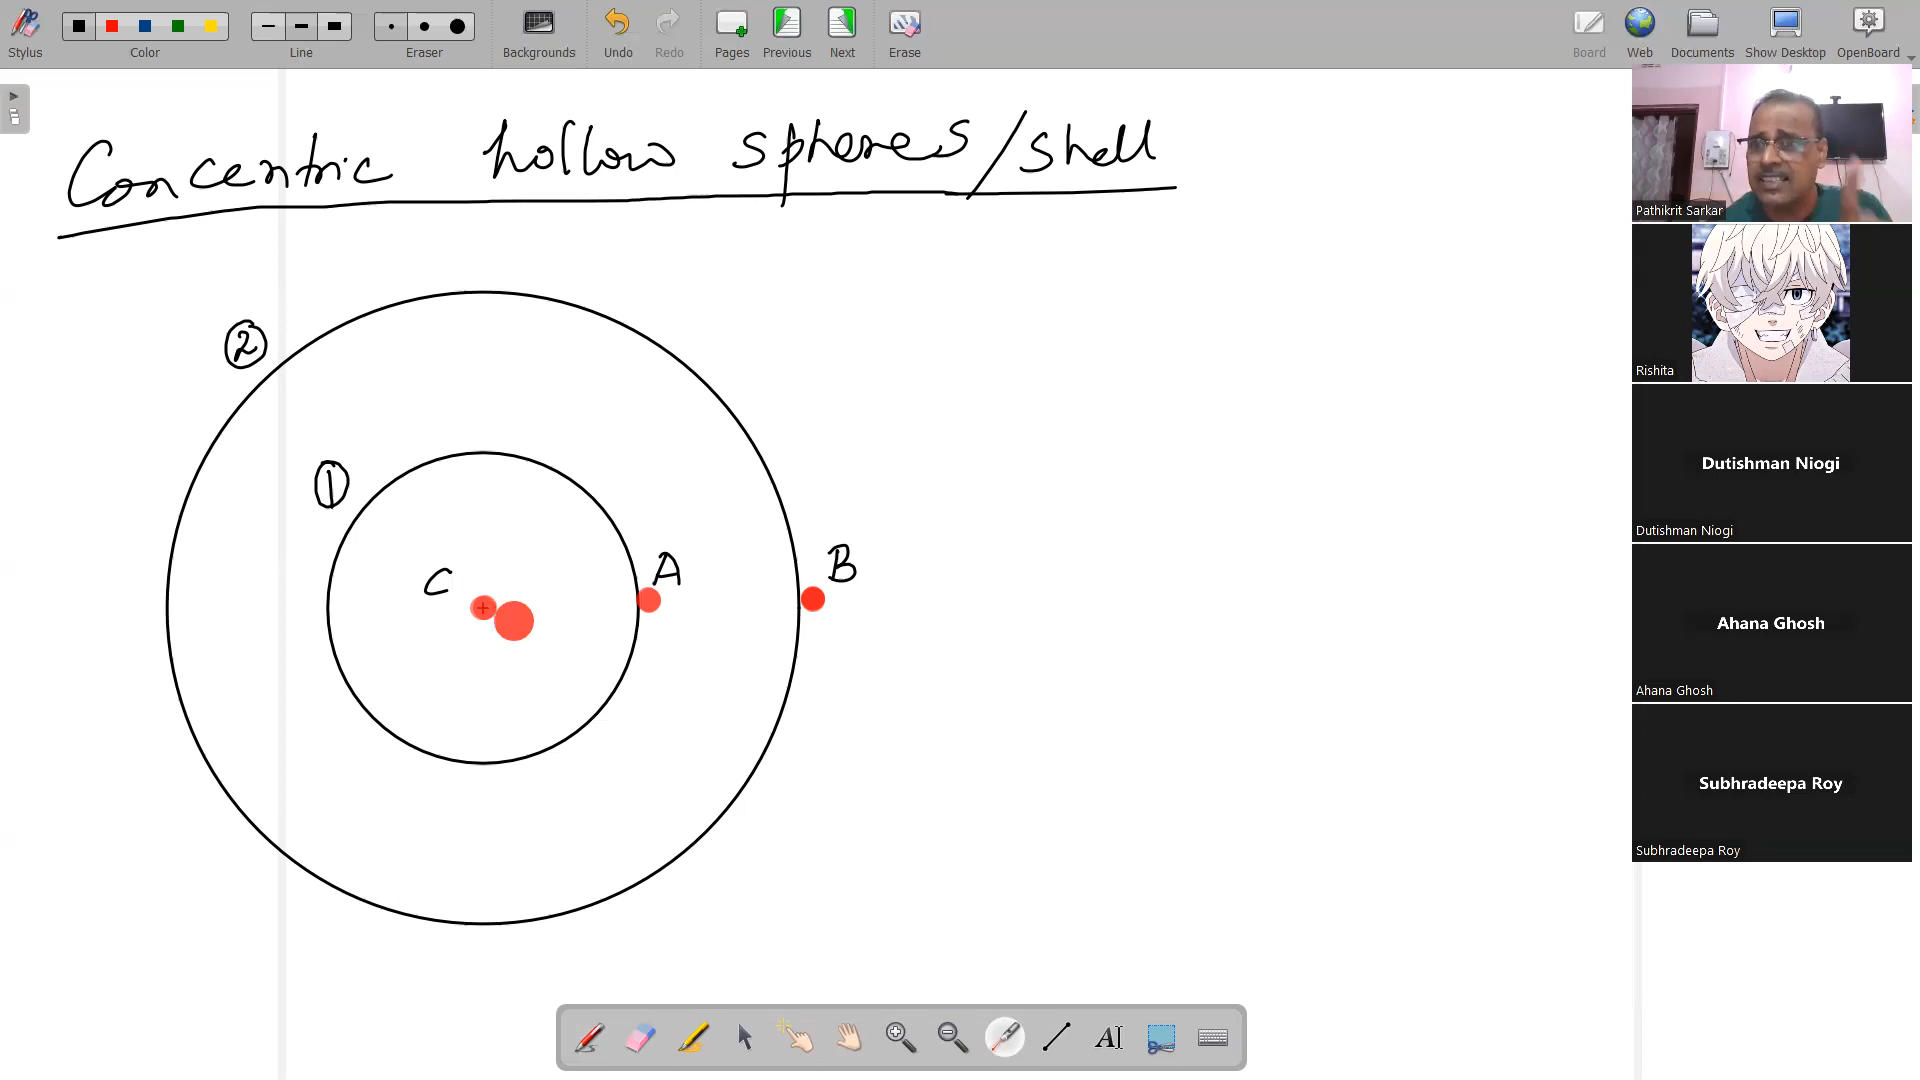 Stylus
Color
Line
Eraser
Backgrounds
Undo
Redo
Pages
Previous
Next
Erase
Board
Web
Documents
Show Desktop
OpenBoard
Concentric hollow spheres/shell
Pathikrit Sarkar
2
Rishita
1
Dutishman Niogi
Dutishman Niogi
C
A
B
Ahana Ghosh
Ahana Ghosh
Subhradeepa Roy
Subhradeepa Roy
AI